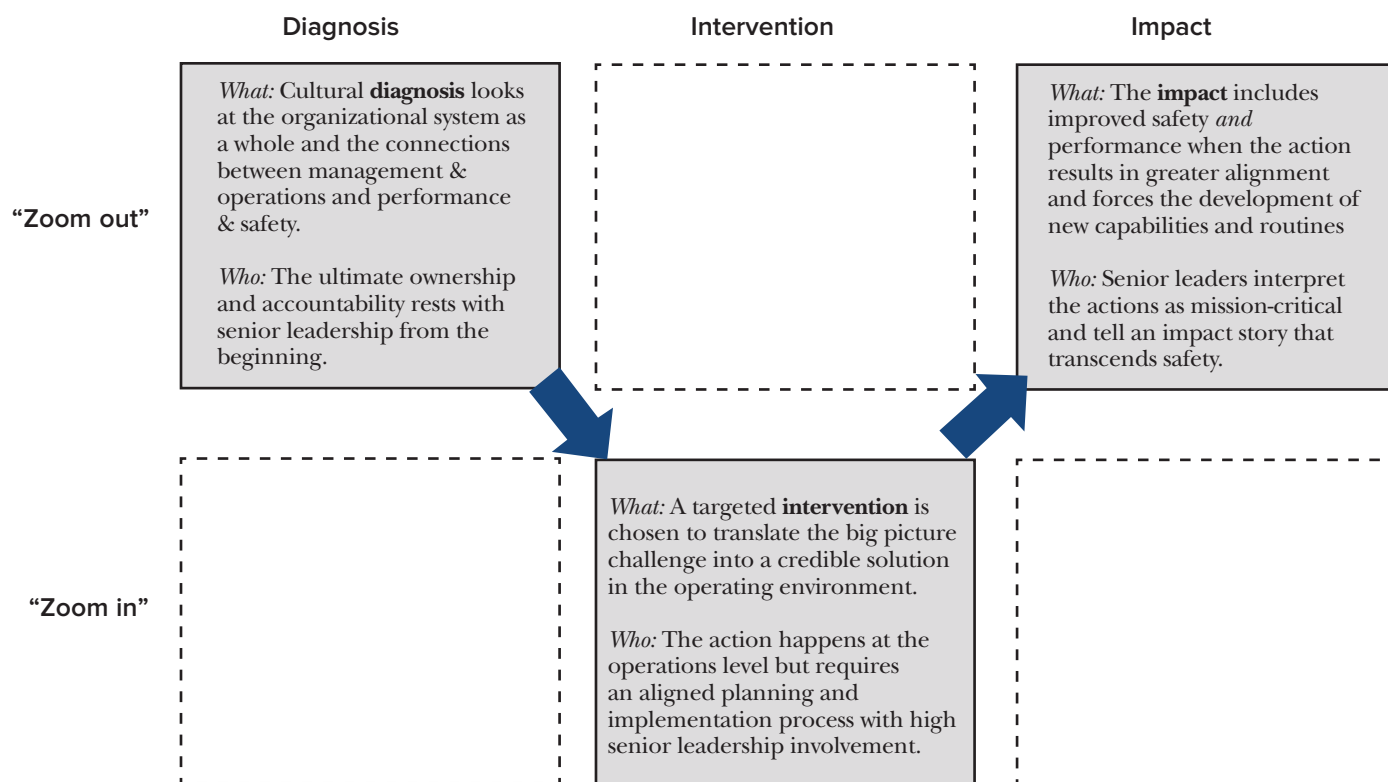 Diagnosis
Intervention
Impact
“Zoom out”
What: Cultural diagnosis looks
at the organizational system as
a whole and the connections
between management &
operations and performance
& safety.
Who: The ultimate ownership
and accountability rests with
senior leadership from the
beginning.
What: The impact includes
improved safety and
performance when the action
results in greater alignment
and forces the development of
new capabilities and routines
Who: Senior leaders interpret
the actions as mission-critical
and tell an impact story that
transcends safety.
“Zoom in”
What: A targeted intervention is
chosen to translate the big picture
challenge into a credible solution
in the operating environment.
Who: The action happens at the
operations level but requires
an aligned planning and
implementation process with high
senior leadership involvement.